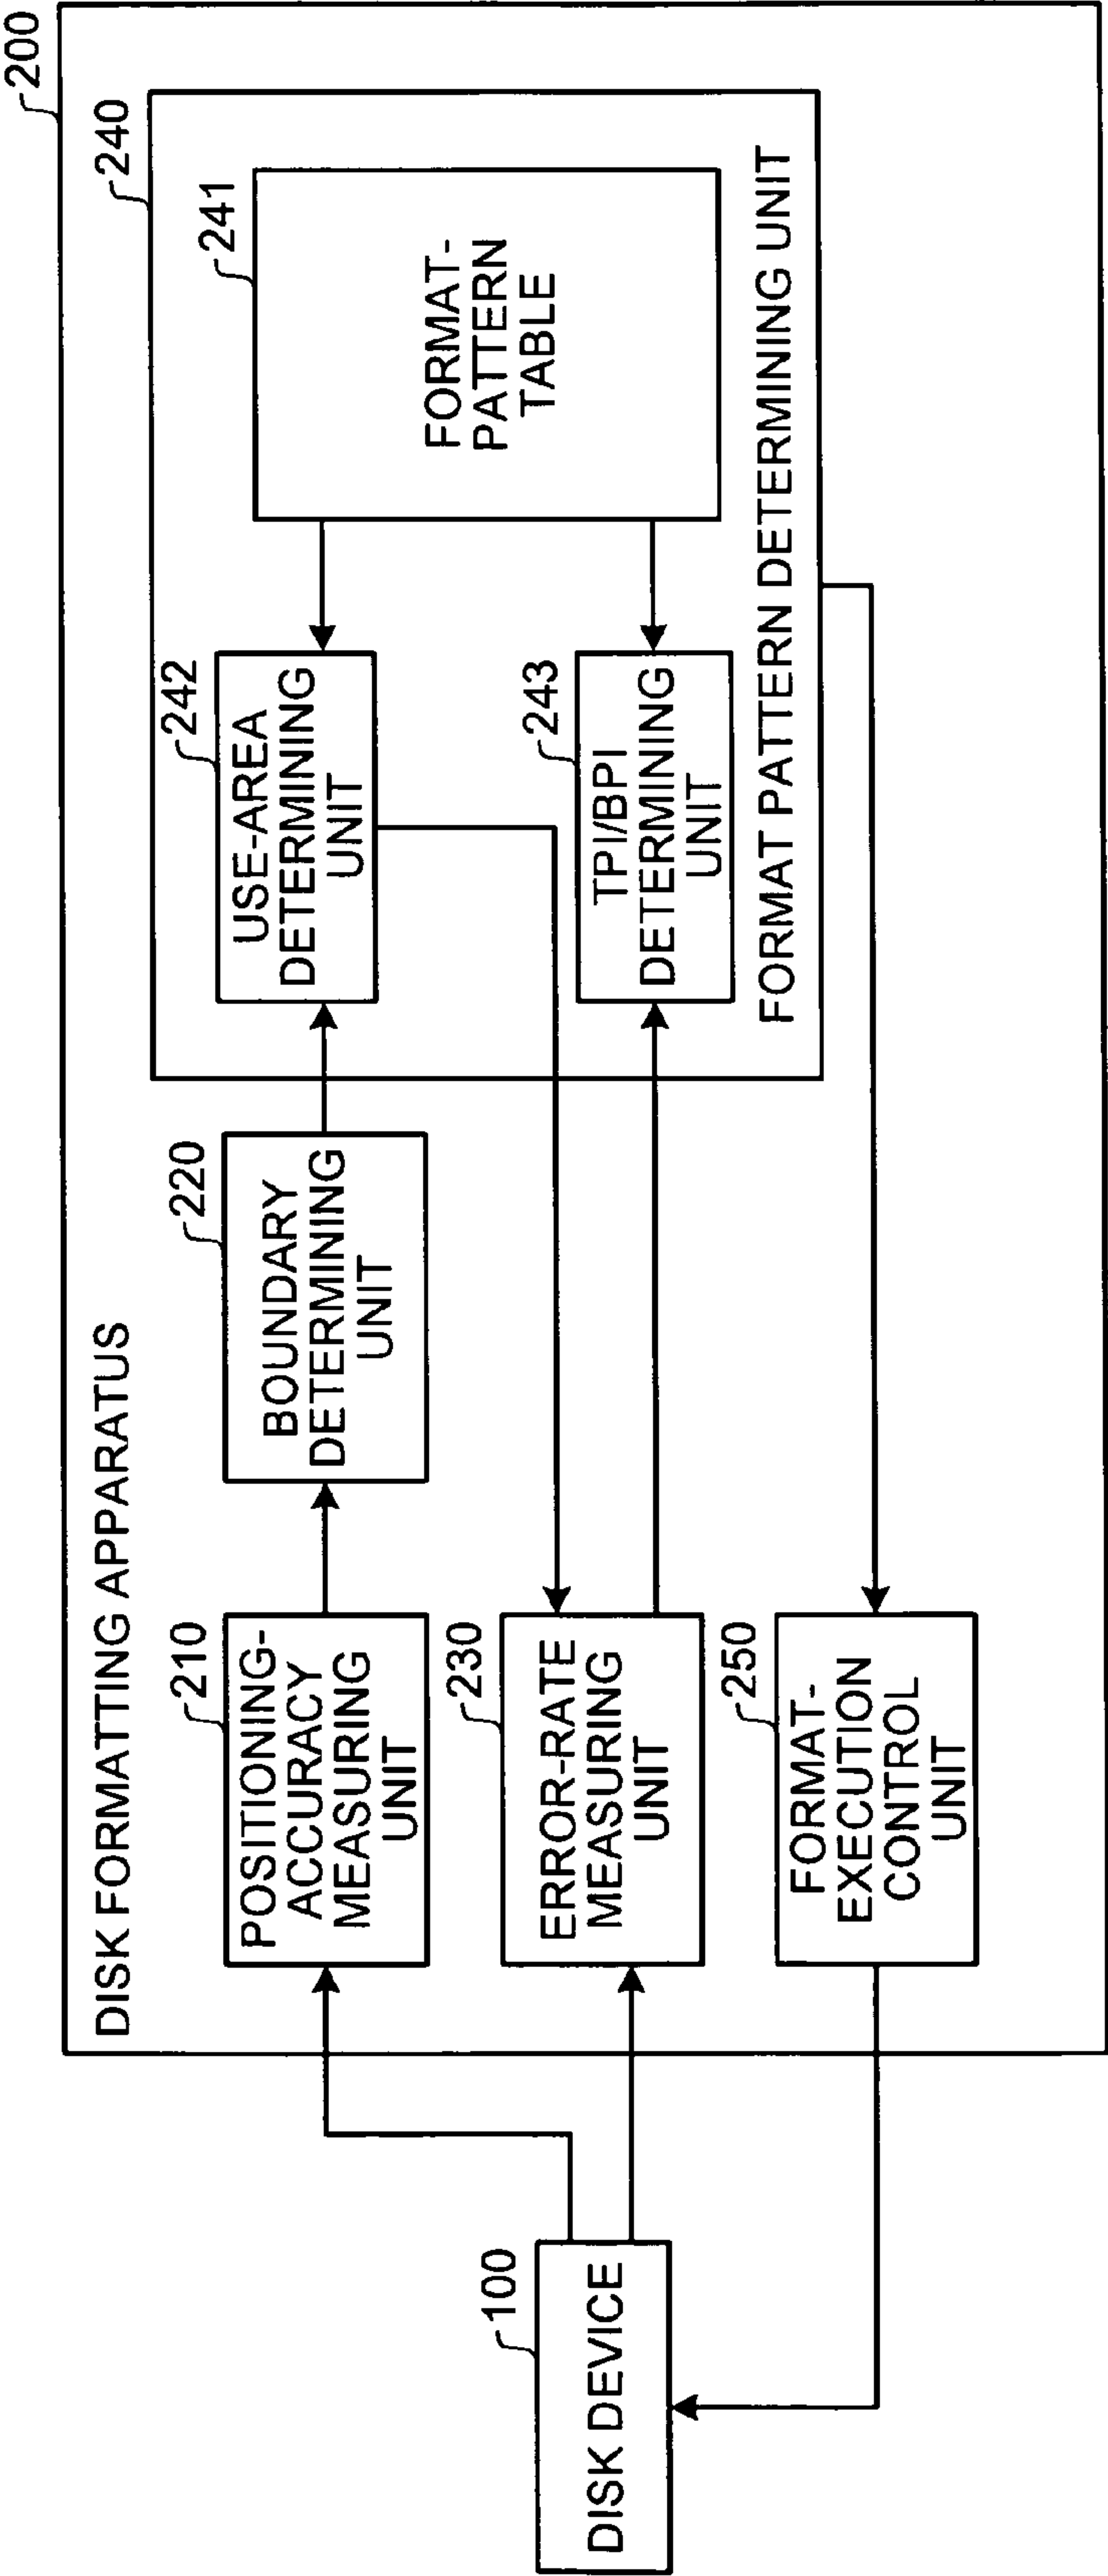 200
DISK FORMATTING APPARATUS
240
210
POSITIONING-
ACCURACY
MEASURING
UNIT
220
BOUNDARY
DETERMINING
UNIT
242
USE-AREA
DETERMINING
UNIT
241
FORMAT-
PATTERN
TABLE
100
DISK DEVICE
230
ERROR-RATE
MEASURING
UNIT
243
TPI/BPI
DETERMINING
UNIT
FORMAT PATTERN DETERMINING UNIT
250
FORMAT-
EXECUTION
CONTROL
UNIT